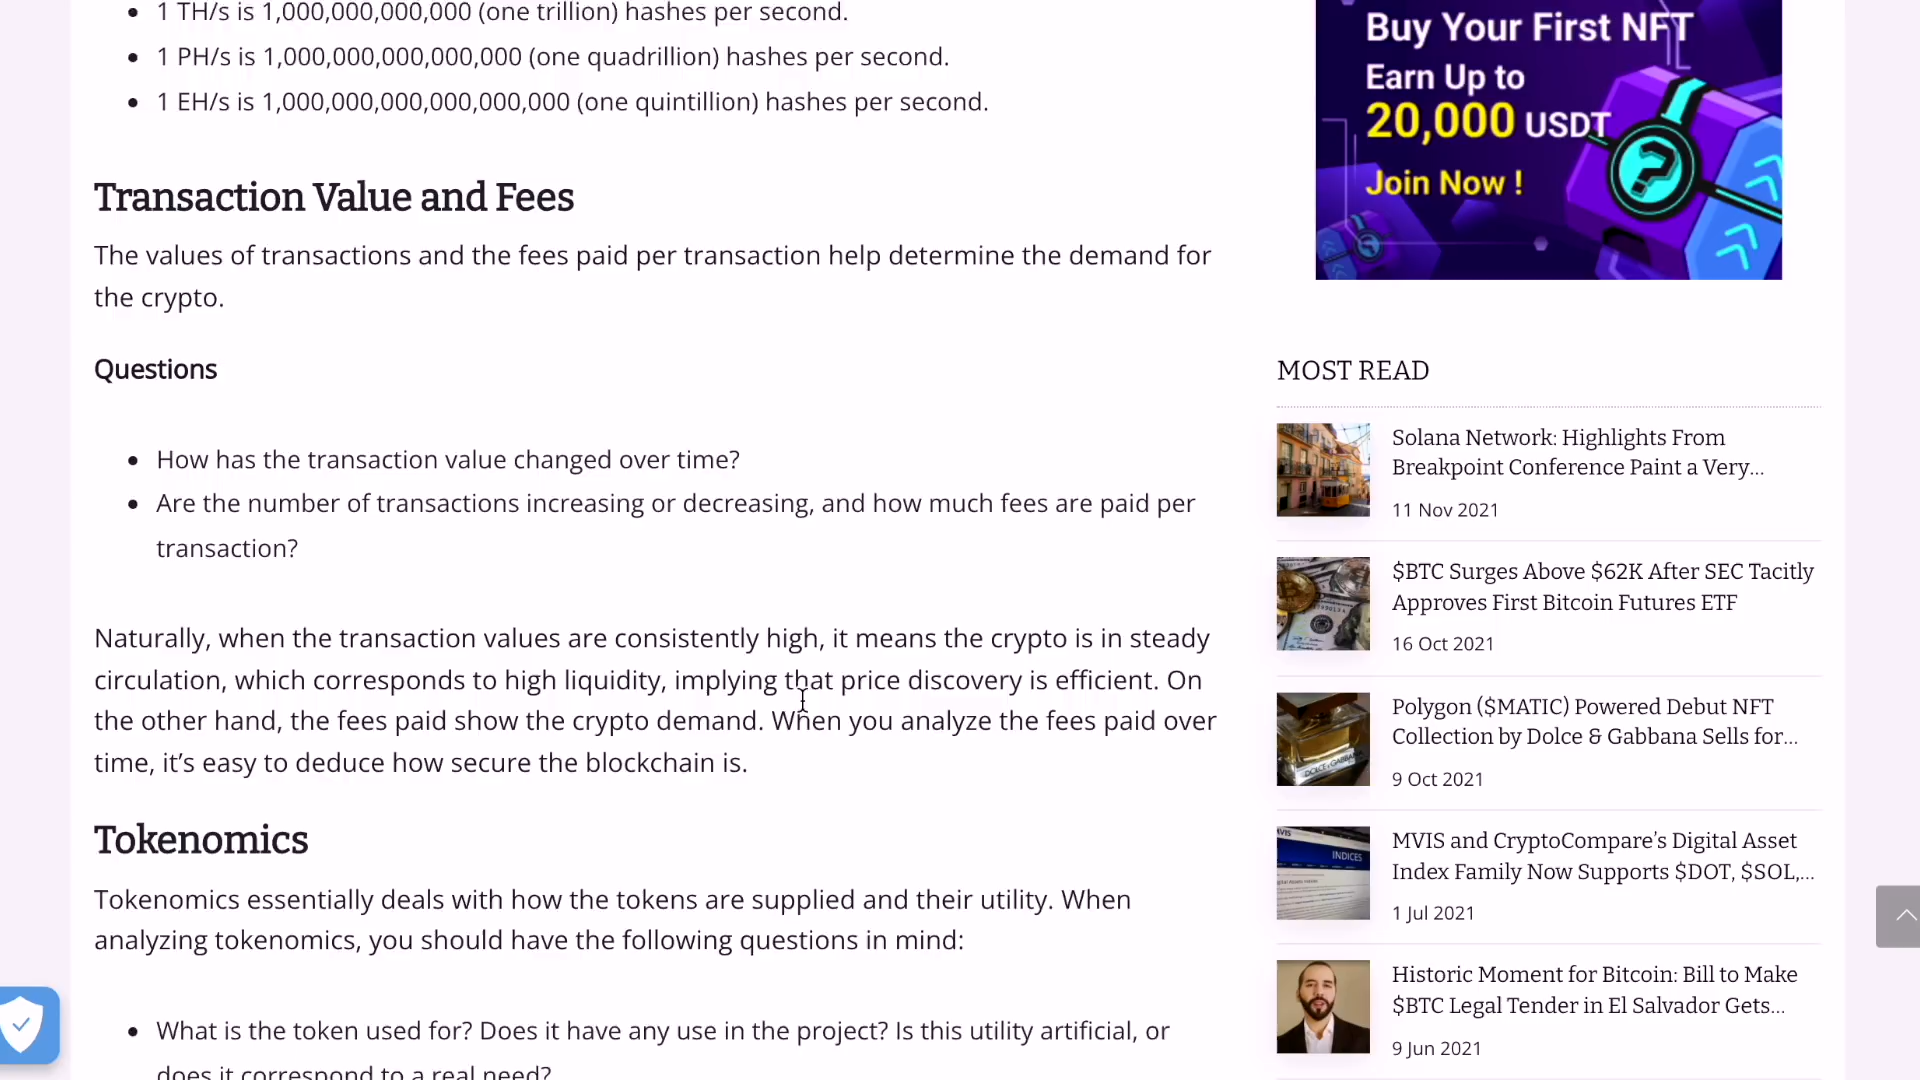 1 TH/s is 1,000,000,000,000 (one trillion) hashes per second.
1 PH/s is 1,000,000,000,000,000 (one quadrillion) hashes per second.
1 EH/s is 1,000,000,000,000,000,000 (one quintillion) hashes per second.
Transaction Value and Fees
The values of transactions and the fees paid per transaction help determine the demand for
the crypto.
Questions
How has the transaction value changed over time?
Are the number of transactions increasing or decreasing, and how much fees are paid per
transaction?
Naturally, when the transaction values are consistently high, it means the crypto is in steady
circulation, which corresponds to high liquidity, implying that price discovery is efficient. On
the other hand, the fees paid show the crypto demand. When you analyze the fees paid over
time, it’s easy to deduce how secure the blockchain is.
Tokenomics
Tokenomics essentially deals with how the tokens are supplied and their utility. When
analyzing tokenomics, you should have the following questions in mind:
What is the token used for? Does it have any use in the project? Is this utility artificial, or
does it correspond to a real need?
Buy Your First NFT
Earn Up to
20,000 USDT
Join Now !
MOST READ
Solana Network: Highlights From
Breakpoint Conference Paint a Very...
11 Nov 2021
$BTC Surges Above $62K After SEC Tacitly
Approves First Bitcoin Futures ETF
16 Oct 2021
Polygon ($MATIC) Powered Debut NFT
Collection by Dolce & Gabbana Sells for...
9 Oct 2021
DOLCE & GABBANA
MVIS and CryptoCompare’s Digital Asset
Index Family Now Supports $DOT, $SOL,...
1 Jul 2021
INDICES
Historic Moment for Bitcoin: Bill to Make
$BTC Legal Tender in El Salvador Gets...
9 Jun 2021